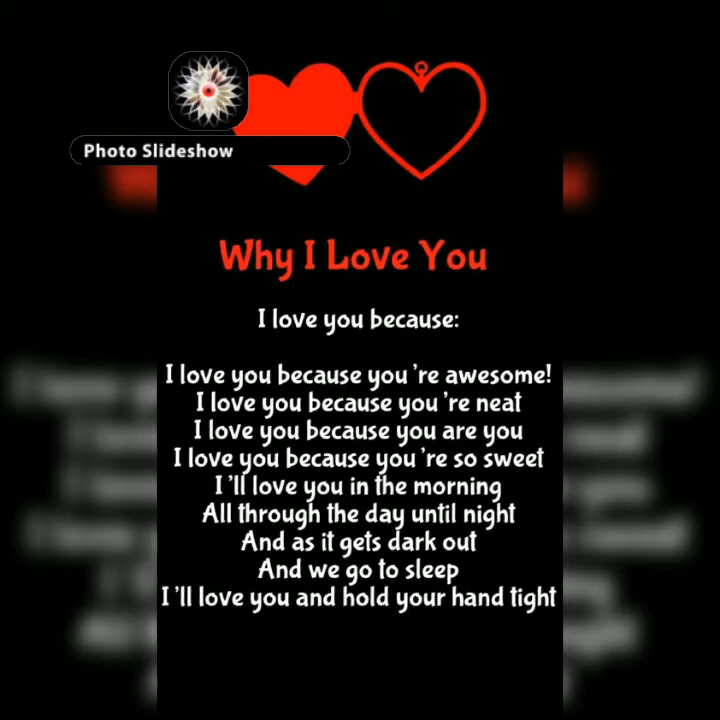 Photo Slideshow
Why I Love You
I love you because:
I love you because you're awesome!
I love you because you're neat
I love you because you are you
I love you because you're so sweet
I'll love you in the morning
All through the day until night
And as it gets dark out
And we go to sleep
I'll love you and hold your hand tight